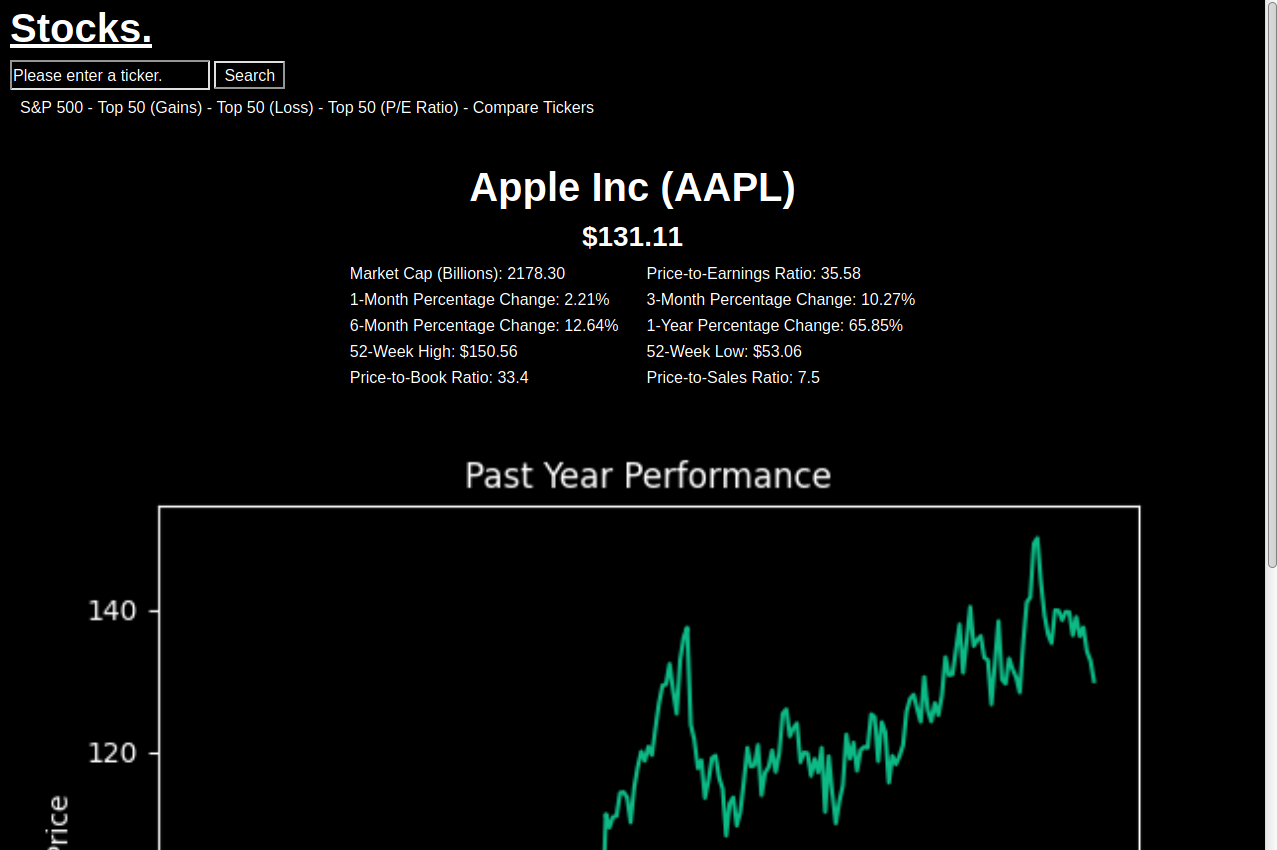 Stocks.
Please enter a ticker. Search
S&P 500 - Top 50 (Gains) - Top 50 (Loss) - Top 50 (P/E Ratio) - Compare Tickers
Apple Inc (AAPL)
$131.11
Market Cap (Billions): 2178.30 Price-to-Earnings Ratio: 35.58
1-Month Percentage Change: 2.21% 3-Month Percentage Change: 10.27%
6-Month Percentage Change: 12.64% 1-Year Percentage Change: 65.85%
52-Week High: $150.56 52-Week Low: $53.06
Price-to-Book Ratio: 33.4 Price-to-Sales Ratio: 7.5
Past Year Performance
140
120
Price